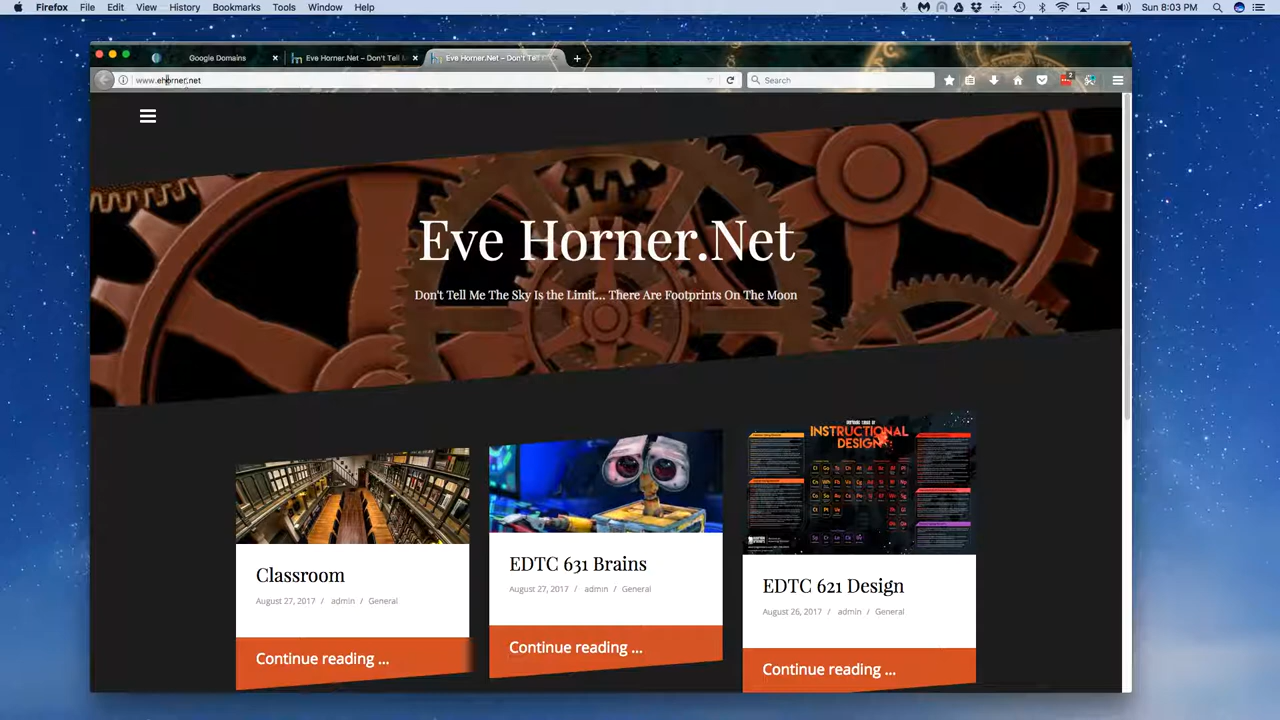 Firefox File Edit View History Bookmarks Tools Window Help Sun 8:03 PM
Google Domains Eve Horner.Net – Don't Tell M Eve Horner.Net – Don't Tell
www.ehorner.net Search 2
Eve Horner.Net
Don't Tell Me The Sky Is the Limit... There Are Footprints On The Moon
INSTRUCTIONAL
DESIGN
Classroom
August 27, 2017 / admin / General
Continue reading ...
EDTC 631 Brains
August 27, 2017 / admin / General
Continue reading ...
EDTC 621 Design
August 26, 2017 / admin / General
Continue reading ...